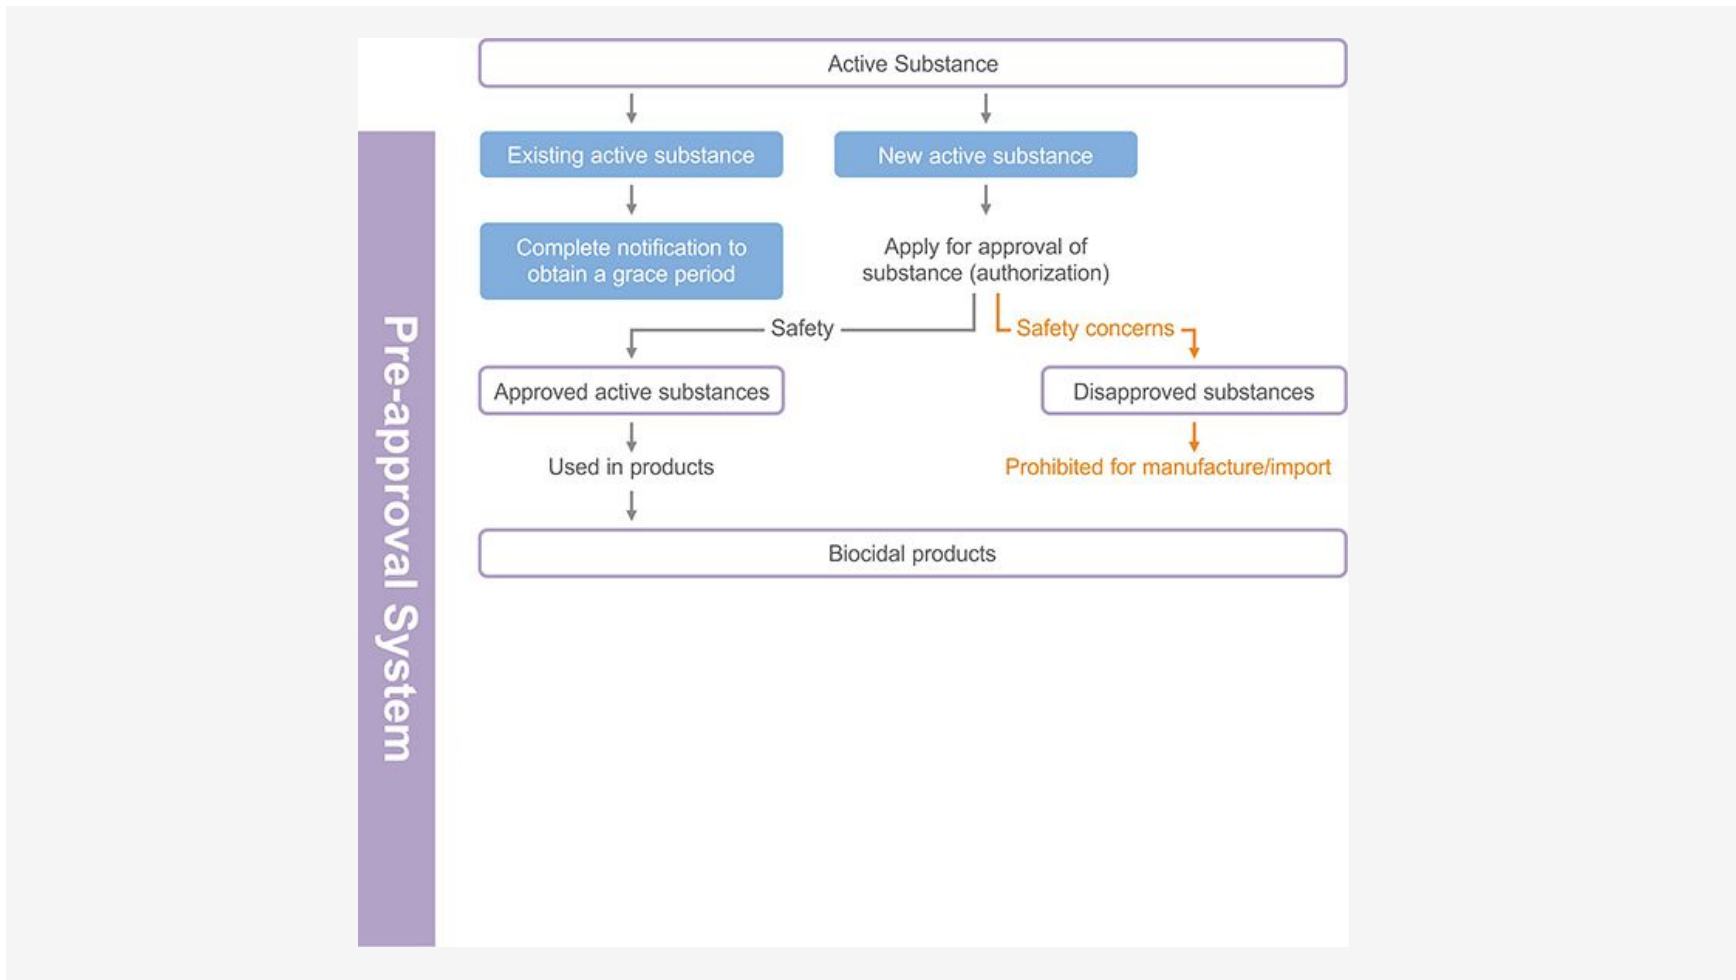 Active Substance
Existing active substance
New active substance
Complete notification to
obtain a grace period
Apply for approval of
substance (authorization)
Safety
Safety concerns
Approved active substances
Disapproved substances
Used in products
Prohibited for manufacture/import
Biocidal products
Pre-approval System